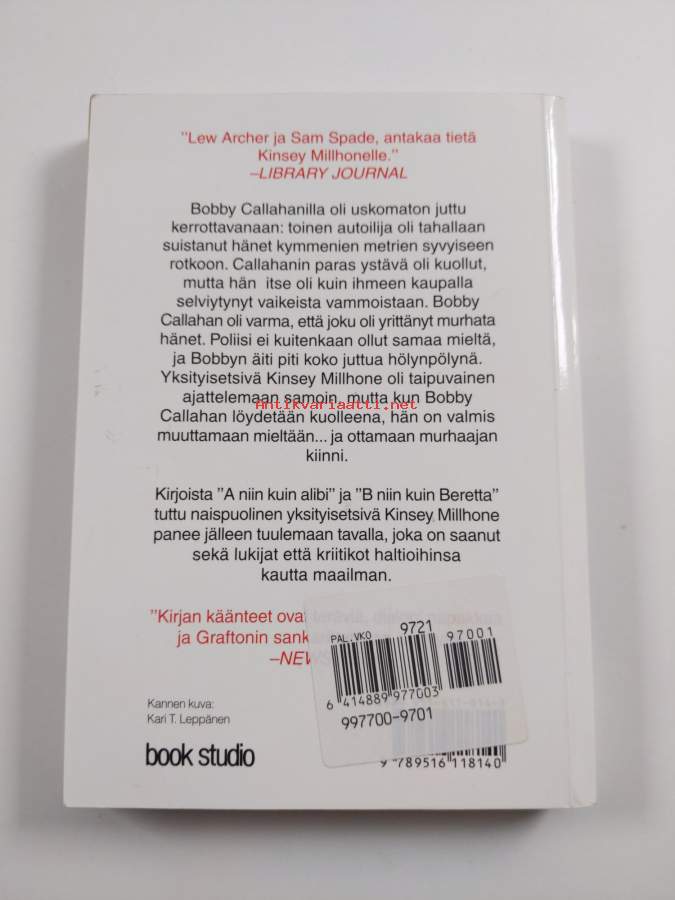 "Lew Archer ja Sam Spade, antakaa tietä
Kinsey Millhonelle."
–LIBRARY JOURNAL
Bobby Callahanilla oli uskomaton juttu
kerrottavanaan: toinen autoilija oli tahallaan
suistanut hänet kymmenien metrien syvyiseen
rotkoon. Callahanin paras ystävä oli kuollut,
mutta hän itse oli kuin ihmeen kaupalla
selviytynyt vaikeista vammoistaan. Bobby
Callahan oli varma, että joku oli yrittänyt murhata
hänet. Poliisi ei kuitenkaan ollut samaa mieltä,
ja Bobbyn äiti piti koko juttua hölynpölynä.
Yksityisetsivä Kinsey Millhone oli taipuvainen
ajattelemaan samoin, mutta kun Bobby
Antikvariaatti.net
Callahan löydetään kuolleena, hän on valmis
muuttamaan mieltään... ja ottamaan murhaajan
kiinni.
Kirjoista "A niin kuin alibi" ja "B niin kuin Beretta"
tuttu naispuolinen yksityisetsivä Kinsey Millhone
panee jälleen tuulemaan tavalla, joka on saanut
sekä lukijat että kriitikot haltioihinsa
kautta maailman.
"Kirjan käänteet ovat
ja Graftonin
PAL.VKO 9721 97001
6 414889 977003
997700-9701
Kannen kuva:
Kari T. Leppänen
book studio
9 789516 118140